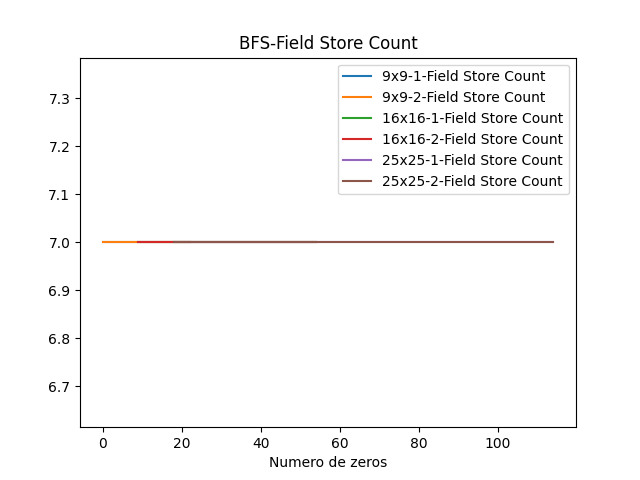 BFS-Field Store Count
9x9-1-Field Store Count
9x9-2-Field Store Count
16x16-1-Field Store Count
16x16-2-Field Store Count
25x25-1-Field Store Count
25x25-2-Field Store Count
7.3
7.2
7.1
7.0
6.9
6.8
6.7
0 20 40 60 80 100
Numero de zeros